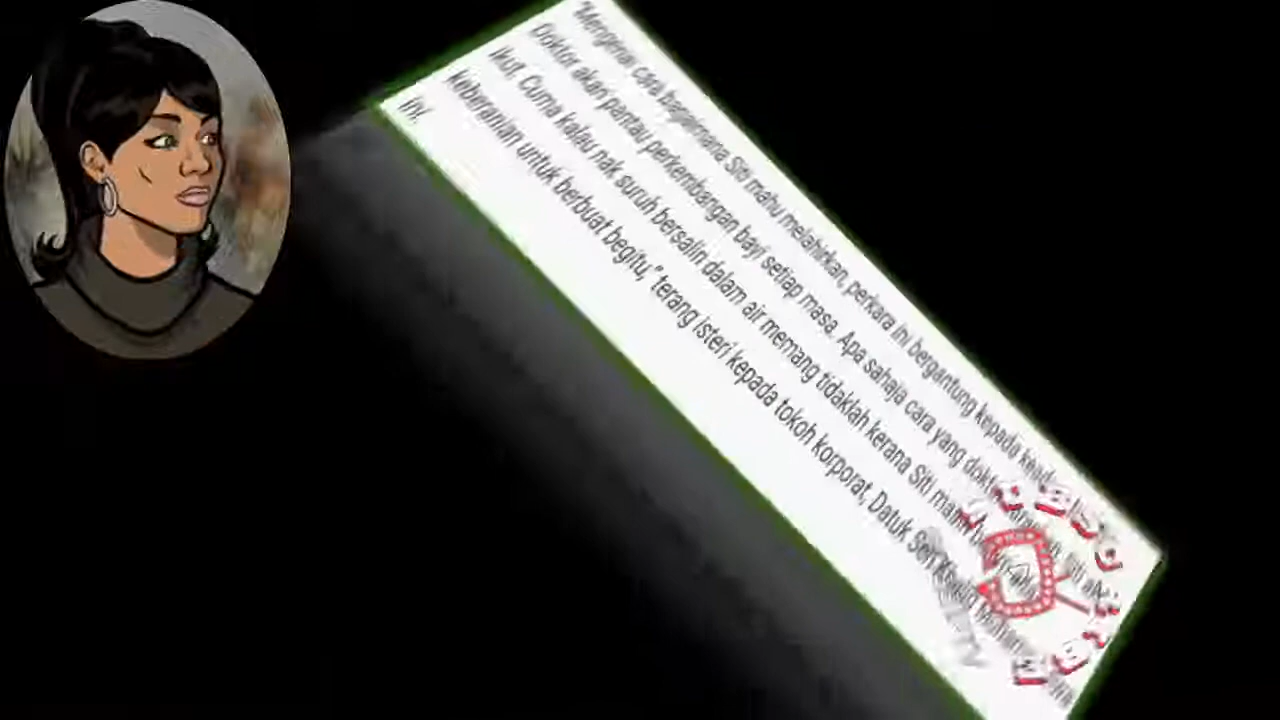 "Mengenai cara bagaimana Siti mahu melahirkan, perkara ini bergantung kepada
Doktor akan pantau perkembangan bayi setiap masa. Apa sahaja cara yang
ikut. Cuma kalau nak suruh bersalin dalam air memang tidaklah kerana Siti
keberanian untuk berbuat begitu," terang isteri kepada tokoh korporat, Datuk Seri
ini.